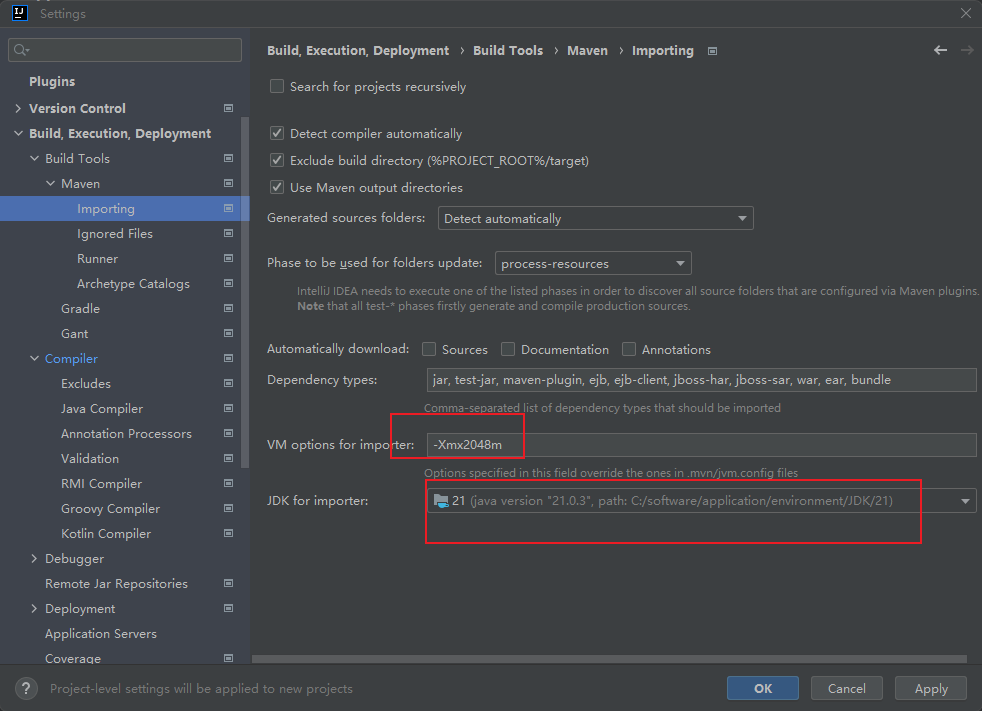 IJ
Settings
Plugins
Version Control
Build, Execution, Deployment
Build Tools
Maven
Importing
Ignored Files
Runner
Archetype Catalogs
Gradle
Gant
Compiler
Excludes
Java Compiler
Annotation Processors
Validation
RMI Compiler
Groovy Compiler
Kotlin Compiler
Debugger
Remote Jar Repositories
Deployment
Application Servers
Coverage
Build, Execution, Deployment › Build Tools › Maven › Importing
Search for projects recursively
Detect compiler automatically
Exclude build directory (%PROJECT_ROOT%/target)
Use Maven output directories
Generated sources folders: Detect automatically
Phase to be used for folders update: process-resources
IntelliJ IDEA needs to execute one of the listed phases in order to discover all source folders that are configured via Maven plugins.
Note that all test-* phases firstly generate and compile production sources.
Automatically download: Sources Documentation Annotations
Dependency types: jar, test-jar, maven-plugin, ejb, ejb-client, jboss-har, jboss-sar, war, ear, bundle
Comma-separated list of dependency types that should be imported
VM options for importer: -Xmx2048m
Options specified in this field override the ones in .mvn/jvm.config files
JDK for importer: 21 (java version "21.0.3", path: C:/software/application/environment/JDK/21)
? Project-level settings will be applied to new projects
OK Cancel Apply